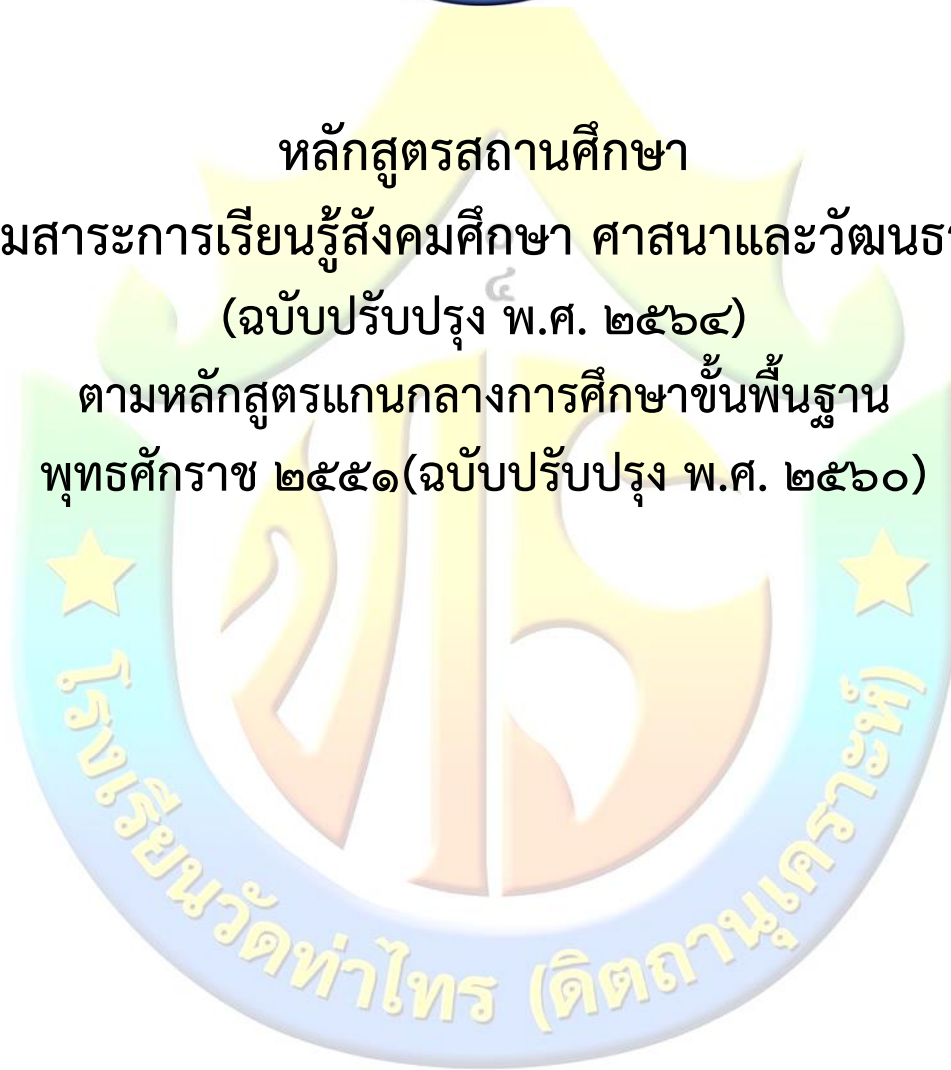 หลักสูตรสถานศึกษา
มสาระการเรียนรู้สังคมศึกษา ศาสนาและวัฒนธ
(ฉบับปรับปรุง พ.ศ. ๒๕๖๔)
ตามหลักสูตรแกนกลางการศึกษาขั้นพื้นฐาน
พุทธศักราช ๒๕๕๑(ฉบับปรับปรุง พ.ศ. ๒๕๖๐)
โรงเรียนวัดท่าไทร (ดิตถานุเคราะห์)